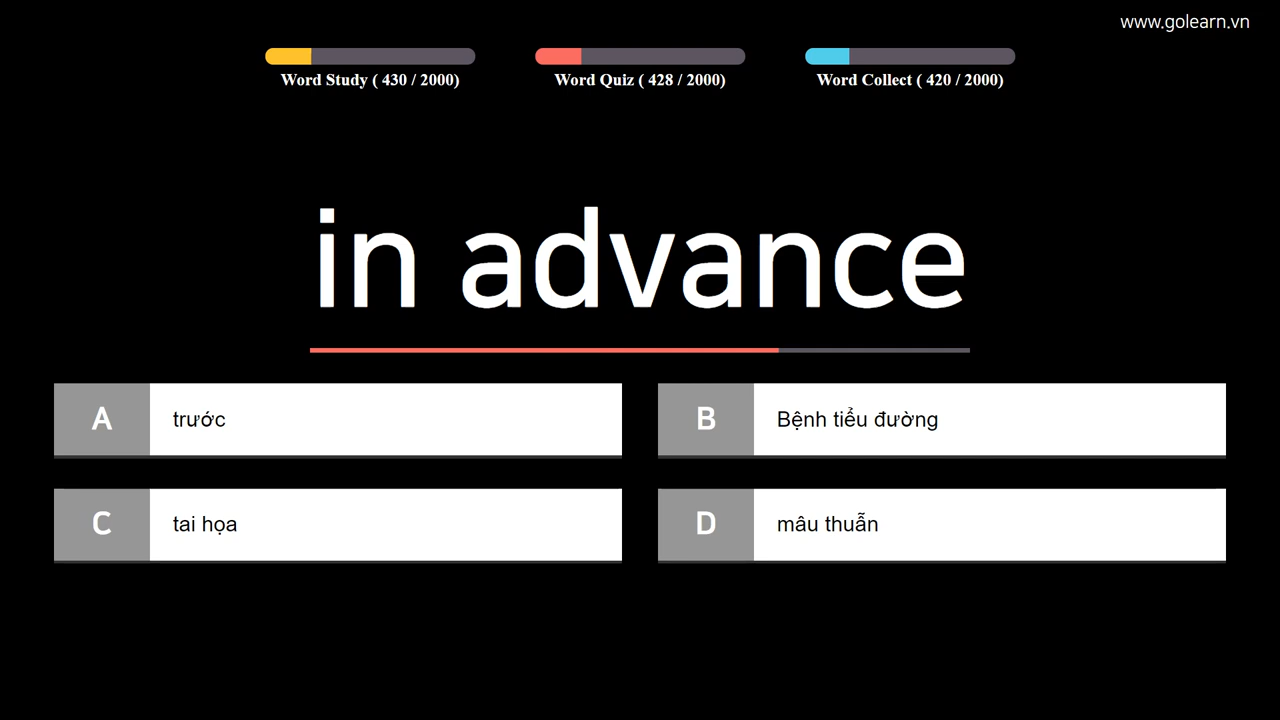 www.golearn.vn
Word Study ( 430 / 2000)
Word Quiz ( 428 / 2000)
Word Collect ( 420 / 2000)
in advance
A trước
B Bệnh tiểu đường
C tai họa
D mâu thuẫn